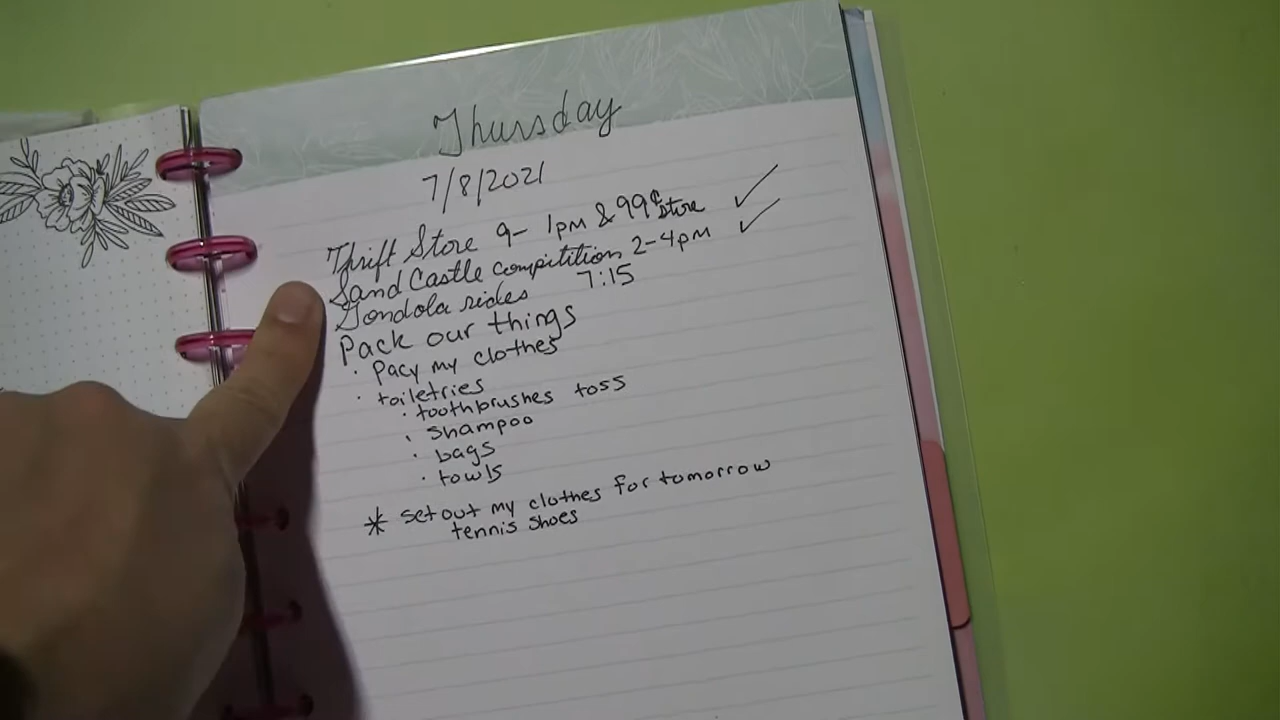 Thursday
7/8/2021
Thrift Store 9- 1pm & 99¢ store ✓
Sand Castle competition 2-4pm ✓
Gondola rides 7:15
Pack our things
· Pacy my clothes
· toiletries
· toothbrushes toss
· Shampoo
· bags
· towls
* set out my clothes for tomorrow
tennis shoes